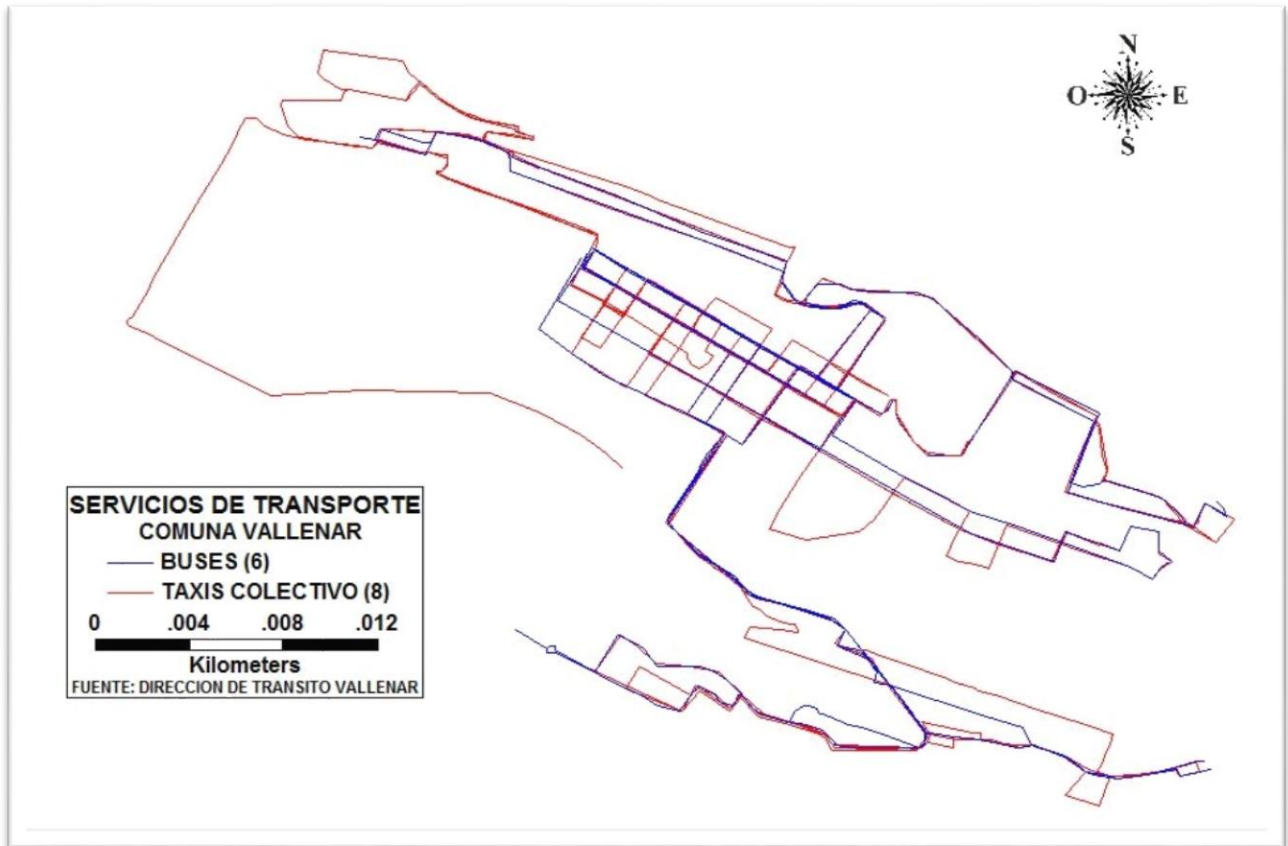 N
O E
S
SERVICIOS DE TRANSPORTE
COMUNA VALLENAR
BUSES (6)
TAXIS COLECTIVO (8)
0 .004 .008 .012
Kilometers
FUENTE: DIRECCION DE TRANSITO VALLENAR